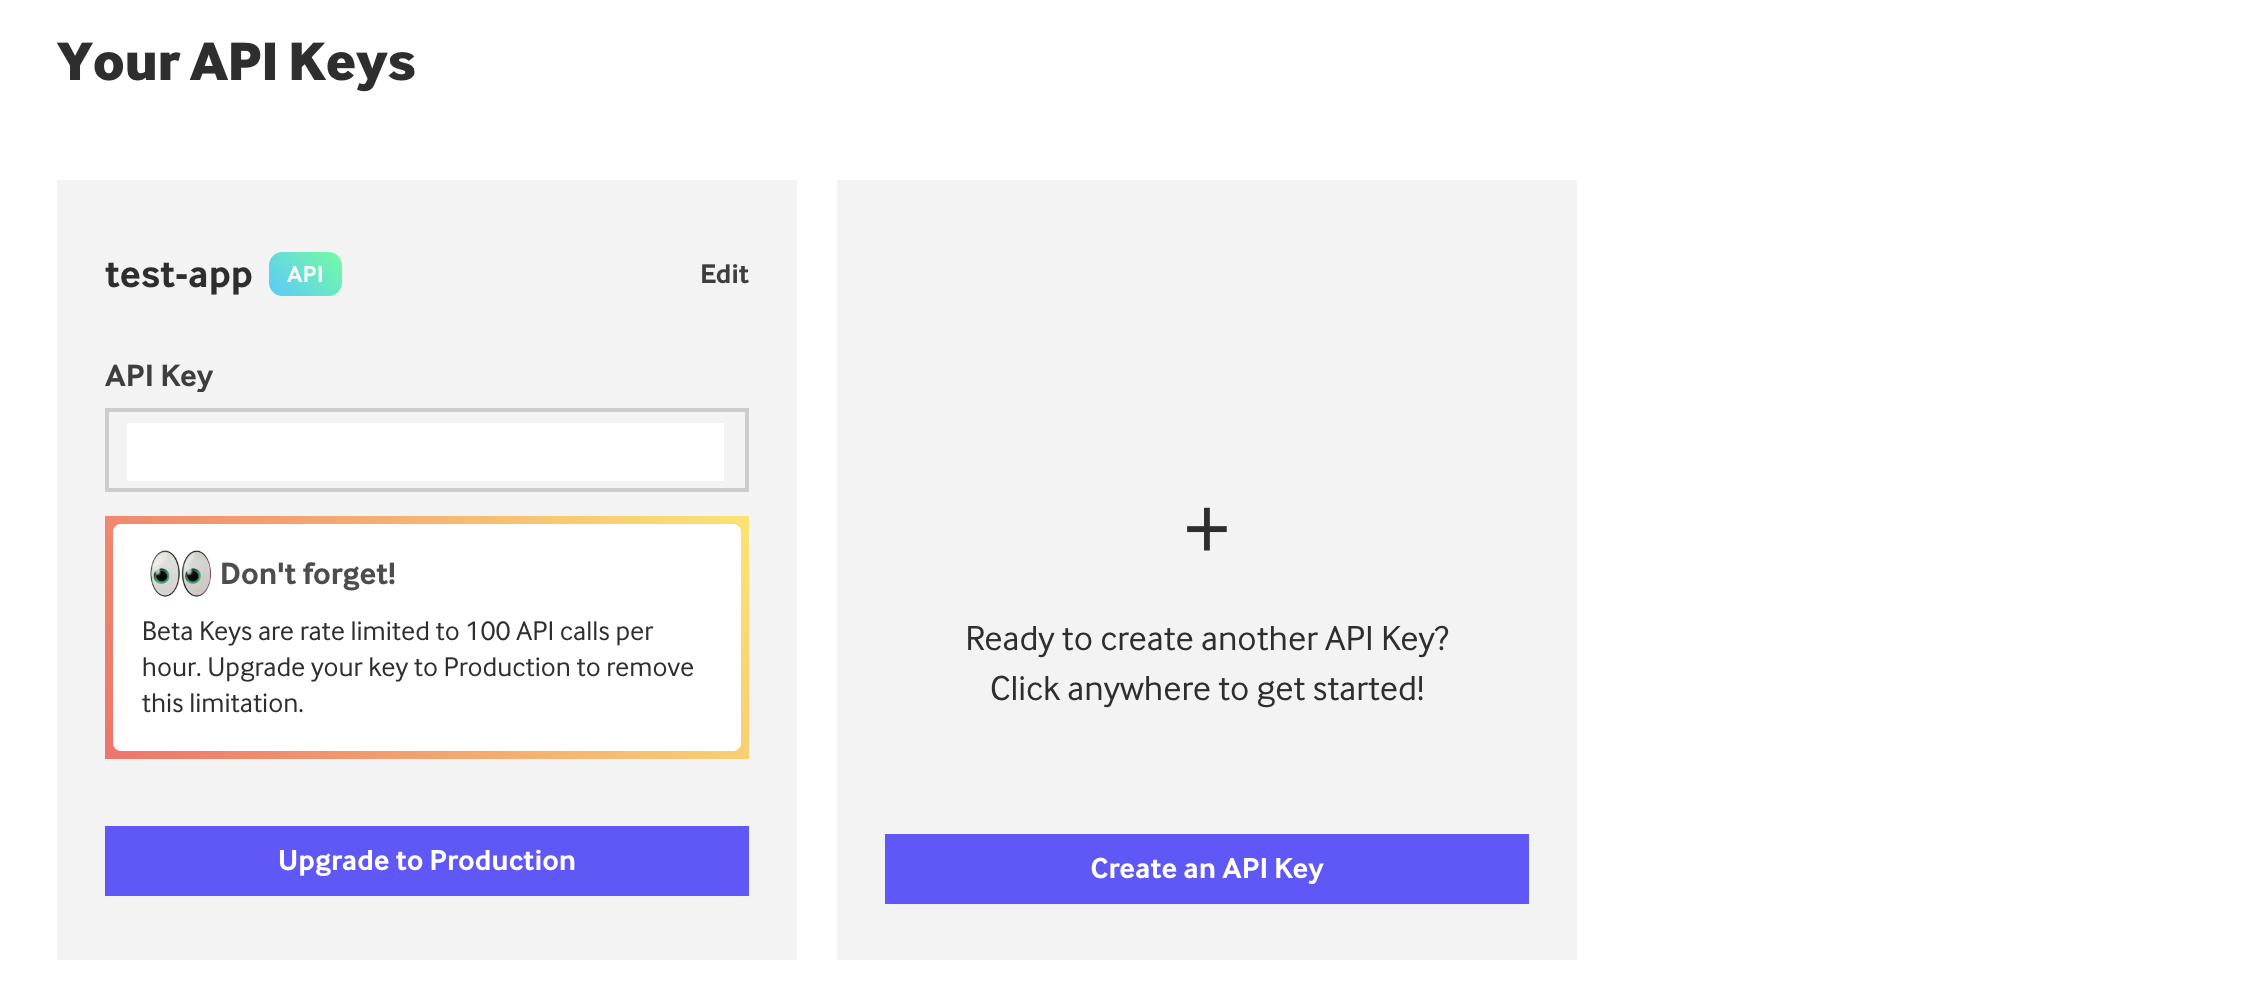 Your API Keys
test-app API Edit
API Key
Don't forget!
Beta Keys are rate limited to 100 API calls per
hour. Upgrade your key to Production to remove
this limitation.
Upgrade to Production
+
Ready to create another API Key?
Click anywhere to get started!
Create an API Key